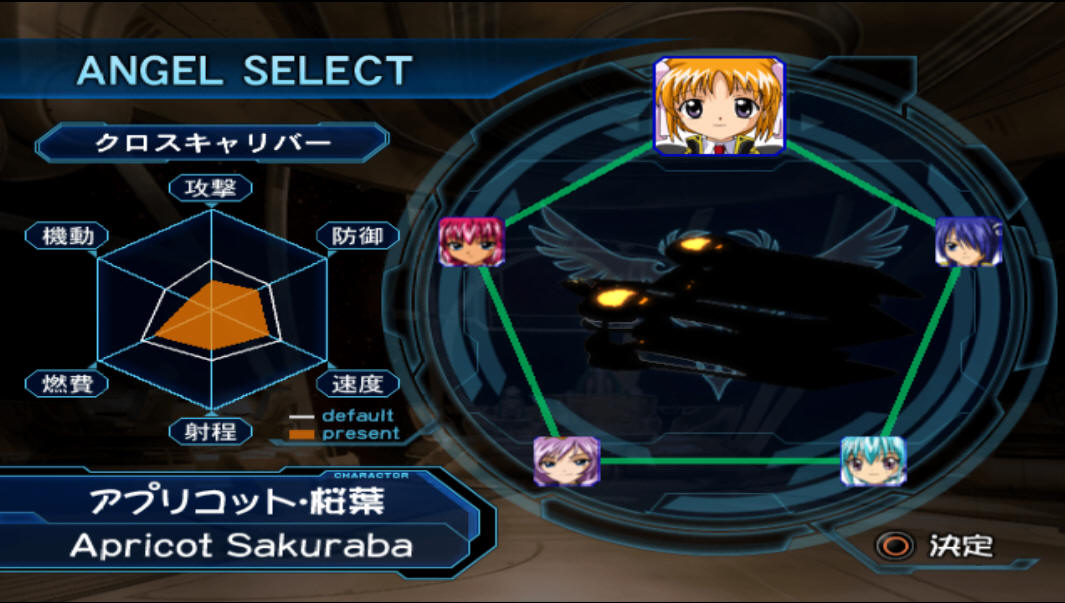 ANGEL SELECT
クロスキャリバー
攻撃
機動
防御
燃費
速度
射程
default
present
CHARACTOR
アプリコット・桜葉
Apricot Sakuraba
決定